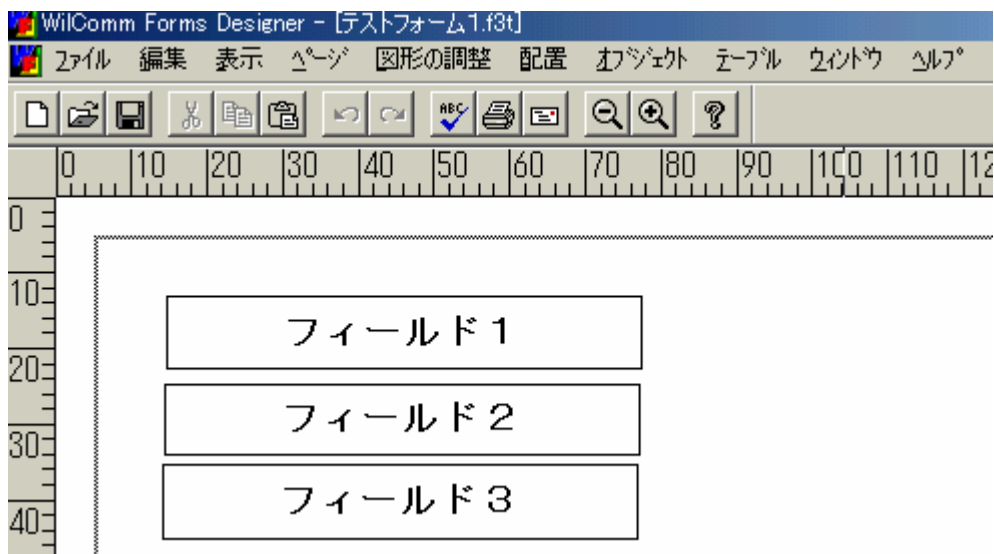 WilComm Forms Designer - [テストフォーム1.f3t]
ﾌｧｲﾙ 編集 表示 ﾍﾟｰｼﾞ 図形の調整 配置 ｵﾌﾞｼﾞｪｸﾄ ﾃｰﾌﾞﾙ ｳｨﾝﾄﾞｳ ﾍﾙﾌﾟ
ABC
0 10 20 30 40 50 60 70 80 90 100 110 12
0
10
フィールド1
20
フィールド2
30
フィールド3
40